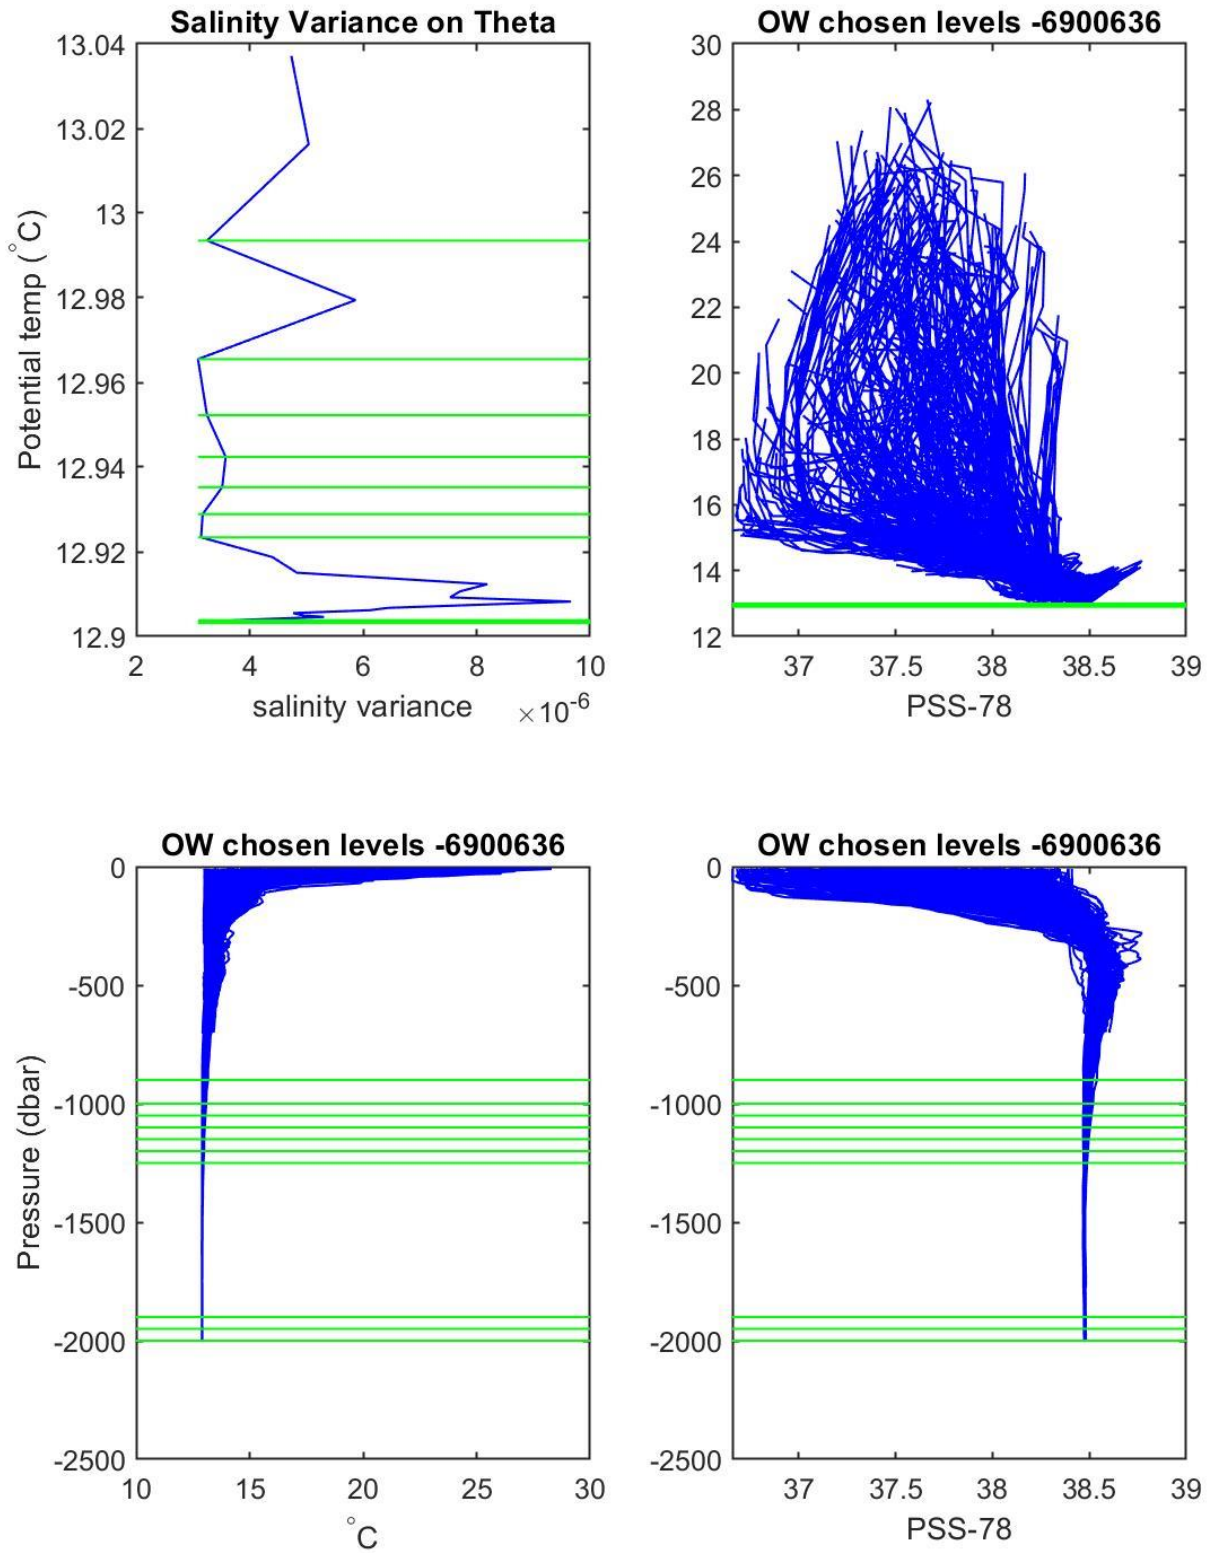 Salinity Variance on Theta
13.04
13.02
13
12.98
12.96
12.94
12.92
12.9
Potential temp (°C)
2 4 6 8 10
salinity variance ×10-6
OW chosen levels -6900636
30
28
26
24
22
20
18
16
14
12
37 37.5 38 38.5 39
PSS-78
OW chosen levels -6900636
0
-500
-1000
-1500
-2000
-2500
Pressure (dbar)
10 15 20 25 30
°C
OW chosen levels -6900636
0
-500
-1000
-1500
-2000
-2500
37 37.5 38 38.5 39
PSS-78